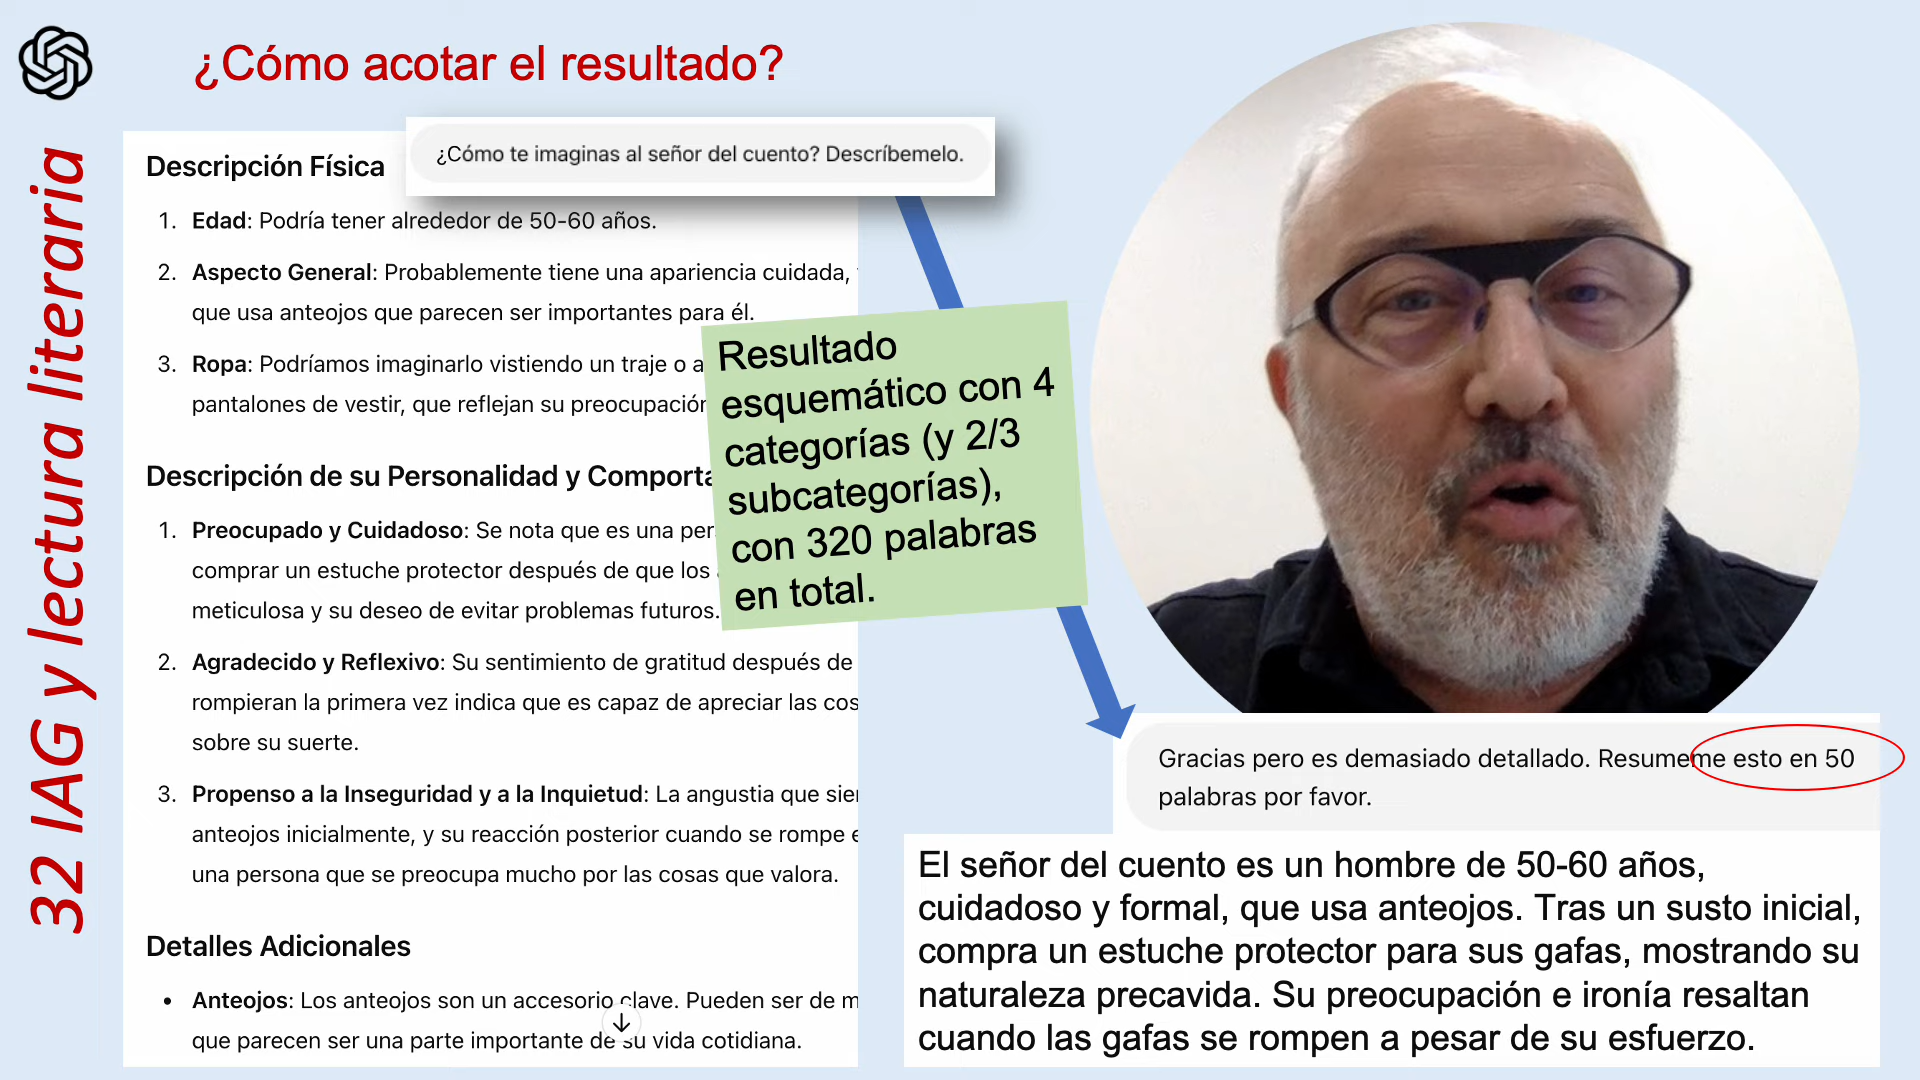 ¿Cómo acotar el resultado?
32 IAG y lectura literaria
¿Cómo te imaginas al señor del cuento? Descríbemelo.
Descripción Física
1. Edad: Podría tener alrededor de 50-60 años.
2. Aspecto General: Probablemente tiene una apariencia cuidada,
que usa anteojos que parecen ser importantes para él.
3. Ropa: Podríamos imaginarlo vistiendo un traje o
pantalones de vestir, que reflejan su preocupación
Descripción de su Personalidad y Comporta
1. Preocupado y Cuidadoso: Se nota que es una per
comprar un estuche protector después de que los
meticulosa y su deseo de evitar problemas futuros.
2. Agradecido y Reflexivo: Su sentimiento de gratitud después de
rompieran la primera vez indica que es capaz de apreciar las cos
sobre su suerte.
3. Propenso a la Inseguridad y a la Inquietud: La angustia que sie
anteojos inicialmente, y su reacción posterior cuando se rompe e
una persona que se preocupa mucho por las cosas que valora.
Detalles Adicionales
• Anteojos: Los anteojos son un accesorio clave. Pueden ser de m
que parecen ser una parte importante de su vida cotidiana.
Resultado
esquemático con 4
categorías (y 2/3
subcategorías),
con 320 palabras
en total.
Gracias pero es demasiado detallado. Resumeme esto en 50
palabras por favor.
El señor del cuento es un hombre de 50-60 años,
cuidadoso y formal, que usa anteojos. Tras un susto inicial,
compra un estuche protector para sus gafas, mostrando su
naturaleza precavida. Su preocupación e ironía resaltan
cuando las gafas se rompen a pesar de su esfuerzo.